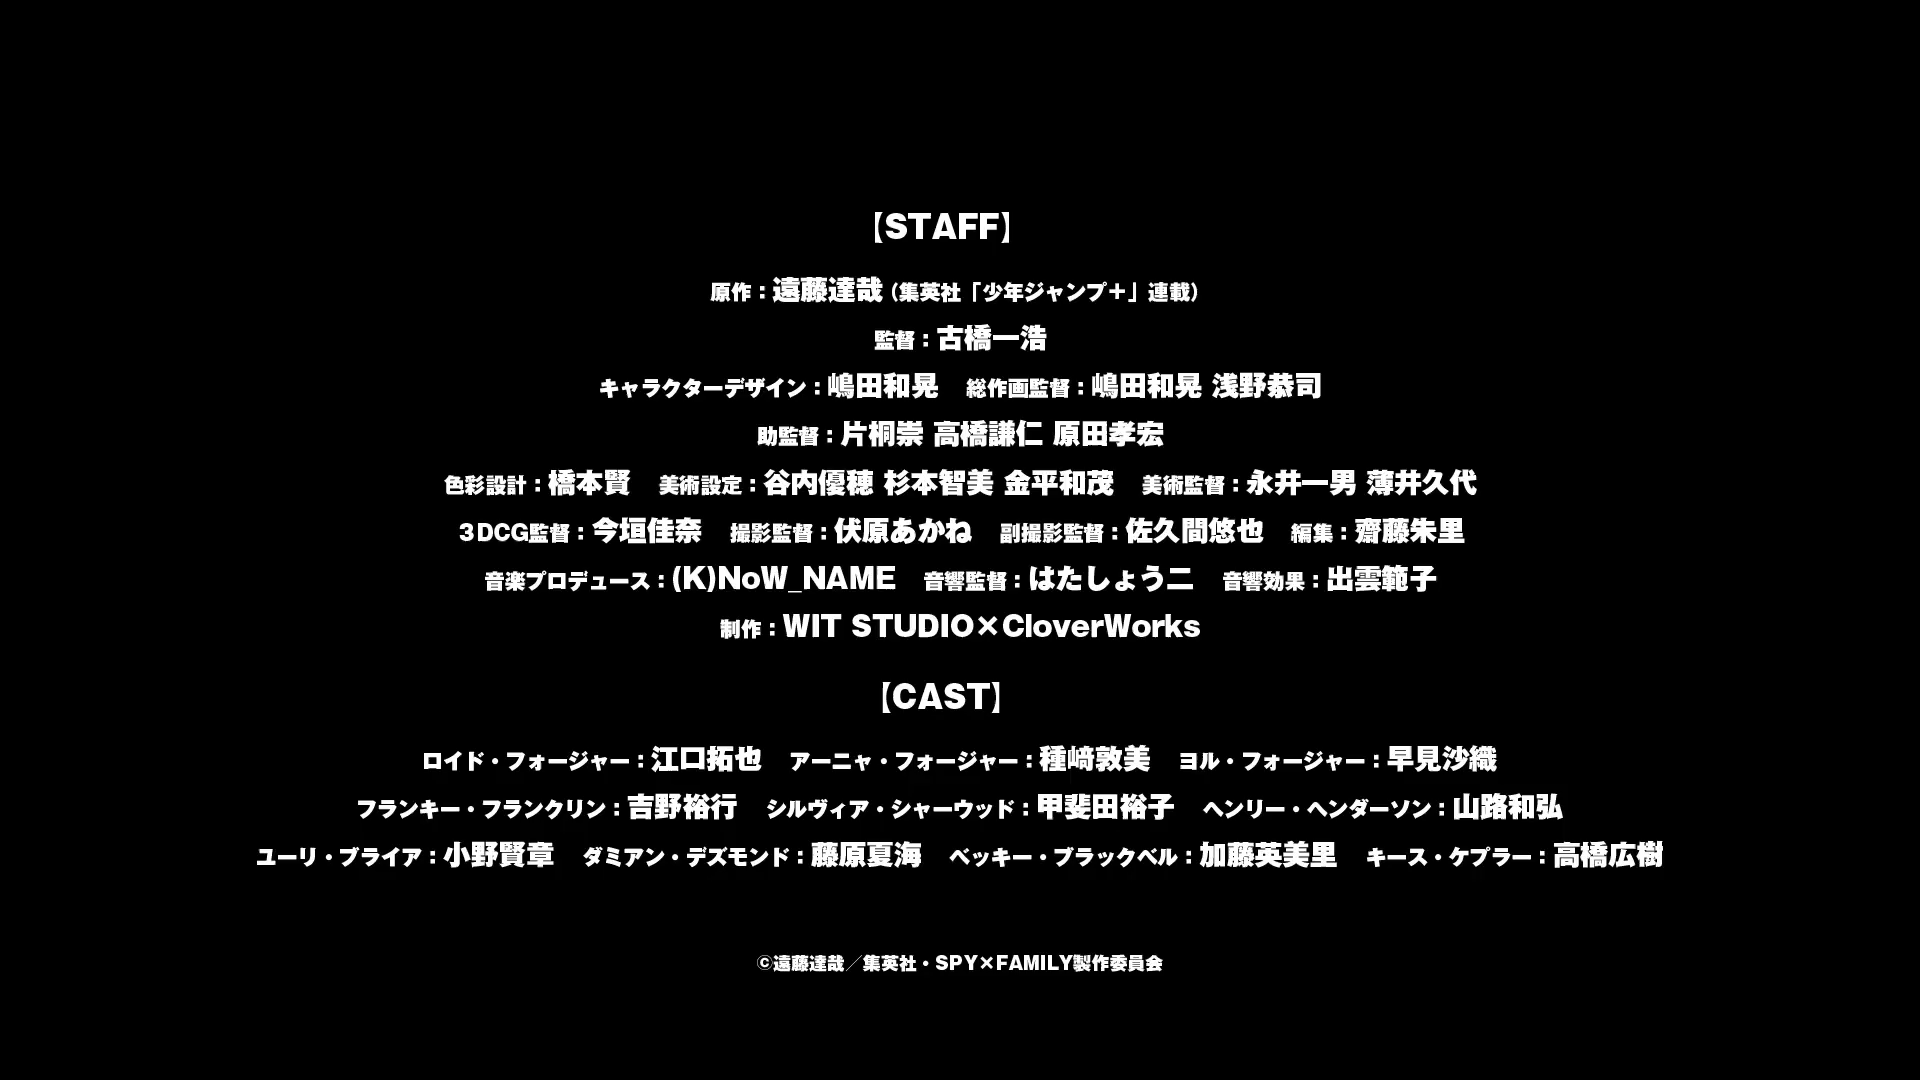 【STAFF】
原作：遠藤達哉（集英社「少年ジャンプ＋」連載）
監督：古橋一浩
キャラクターデザイン：嶋田和晃　総作画監督：嶋田和晃 浅野恭司
助監督：片桐崇 高橋謙仁 原田孝宏
色彩設計：橋本賢　美術設定：谷内優穂 杉本智美 金平和茂　美術監督：永井一男 薄井久代
3DCG監督：今垣佳奈　撮影監督：伏原あかね　副撮影監督：佐久間悠也　編集：齋藤朱里
音楽プロデュース：(K)NoW_NAME　音響監督：はたしょう二　音響効果：出雲範子
制作：WIT STUDIO×CloverWorks
【CAST】
ロイド・フォージャー：江口拓也　アーニャ・フォージャー：種﨑敦美　ヨル・フォージャー：早見沙織
フランキー・フランクリン：吉野裕行　シルヴィア・シャーウッド：甲斐田裕子　ヘンリー・ヘンダーソン：山路和弘
ユーリ・ブライア：小野賢章　ダミアン・デズモンド：藤原夏海　ベッキー・ブラックベル：加藤英美里　キース・ケプラー：高橋広樹
©遠藤達哉／集英社・SPY×FAMILY製作委員会